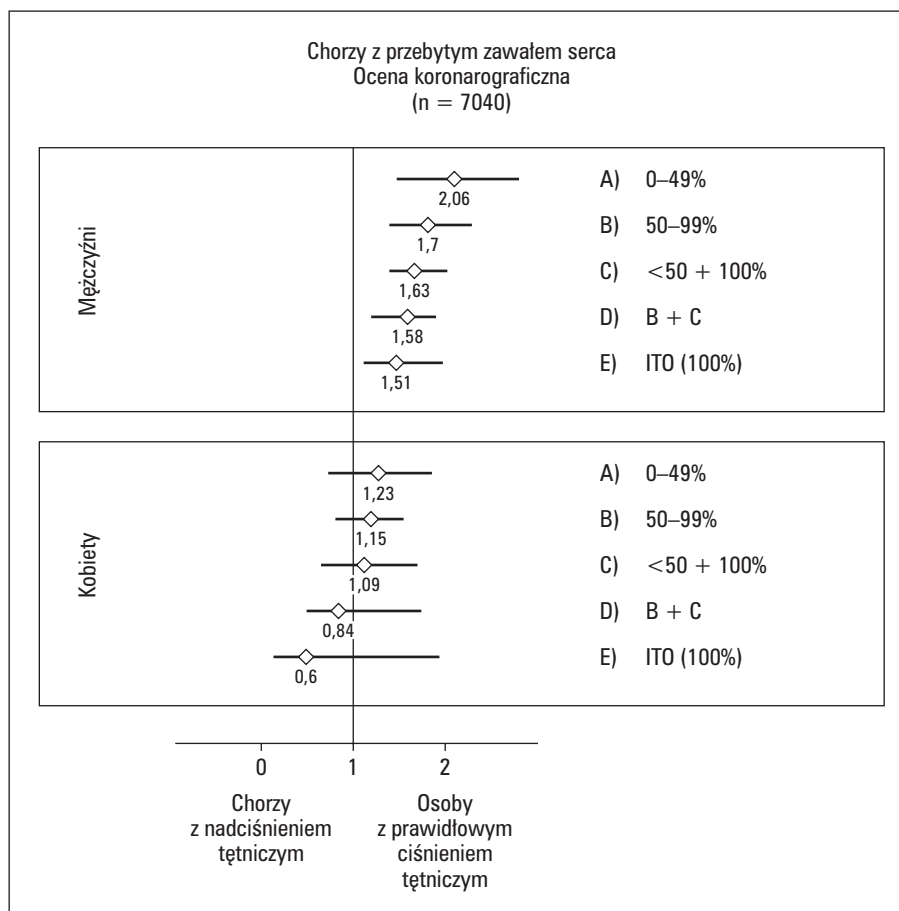 Chorzy z przebytym zawałem serca
Ocena koronarograficzna
(n = 7040)
Mężczyźni
2,06
A) 0–49%
1,7
B) 50–99%
1,63
C) <50 + 100%
1,58
D) B + C
1,51
E) ITO (100%)
Kobiety
1,23
A) 0–49%
1,15
B) 50–99%
1,09
C) <50 + 100%
0,84
D) B + C
0,6
E) ITO (100%)
0 1 2
Chorzy
z nadciśnieniem
tętniczym
Osoby
z prawidłowym
ciśnieniem
tętniczym